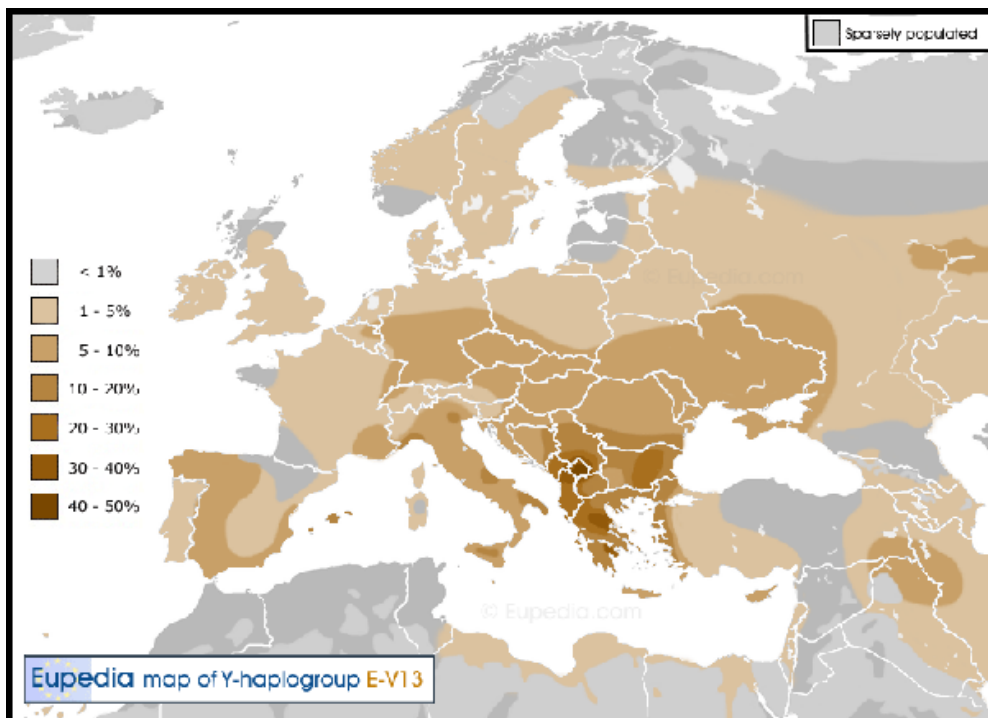 Sparsely populated
© Eupedia.com
< 1%
1 - 5%
5 - 10%
10 - 20%
20 - 30%
30 - 40%
40 - 50%
© Eupedia.com
Eupedia map of Y-haplogroup E-V13